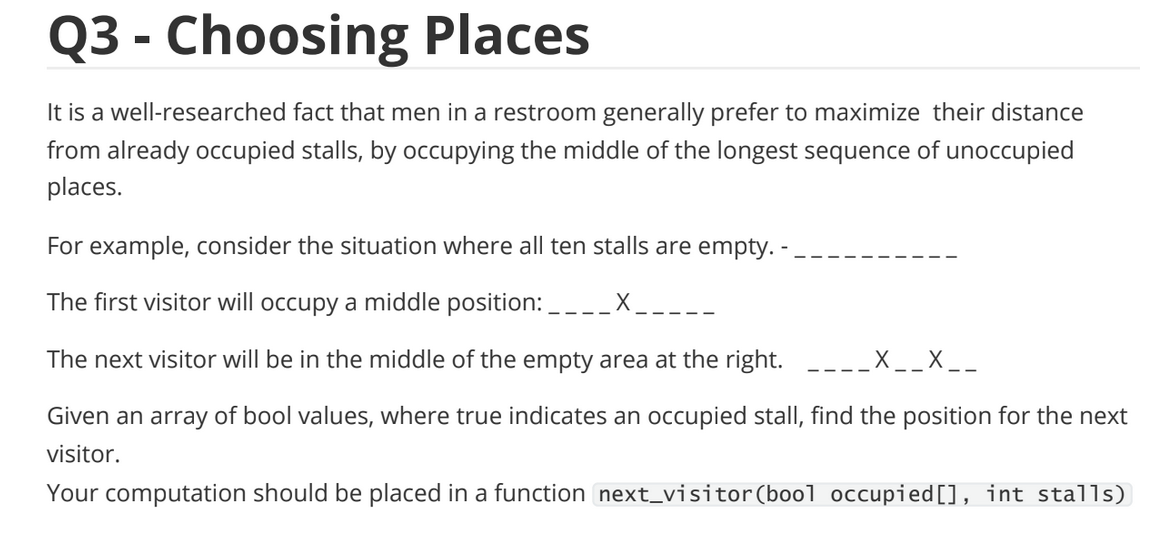 Q3 - Choosing Places
It is a well-researched fact that men in a restroom generally prefer to maximize  their distance
from already occupied stalls, by occupying the middle of the longest sequence of unoccupied
places.
For example, consider the situation where all ten stalls are empty. - _ _ _ _ _ _ _ _ _ _
The first visitor will occupy a middle position: _ _ _ _ X _ _ _ _ _
The next visitor will be in the middle of the empty area at the right.   _ _ _ _ X _ _ X _ _
Given an array of bool values, where true indicates an occupied stall, find the position for the next
visitor.
Your computation should be placed in a function next_visitor(bool occupied[], int stalls)